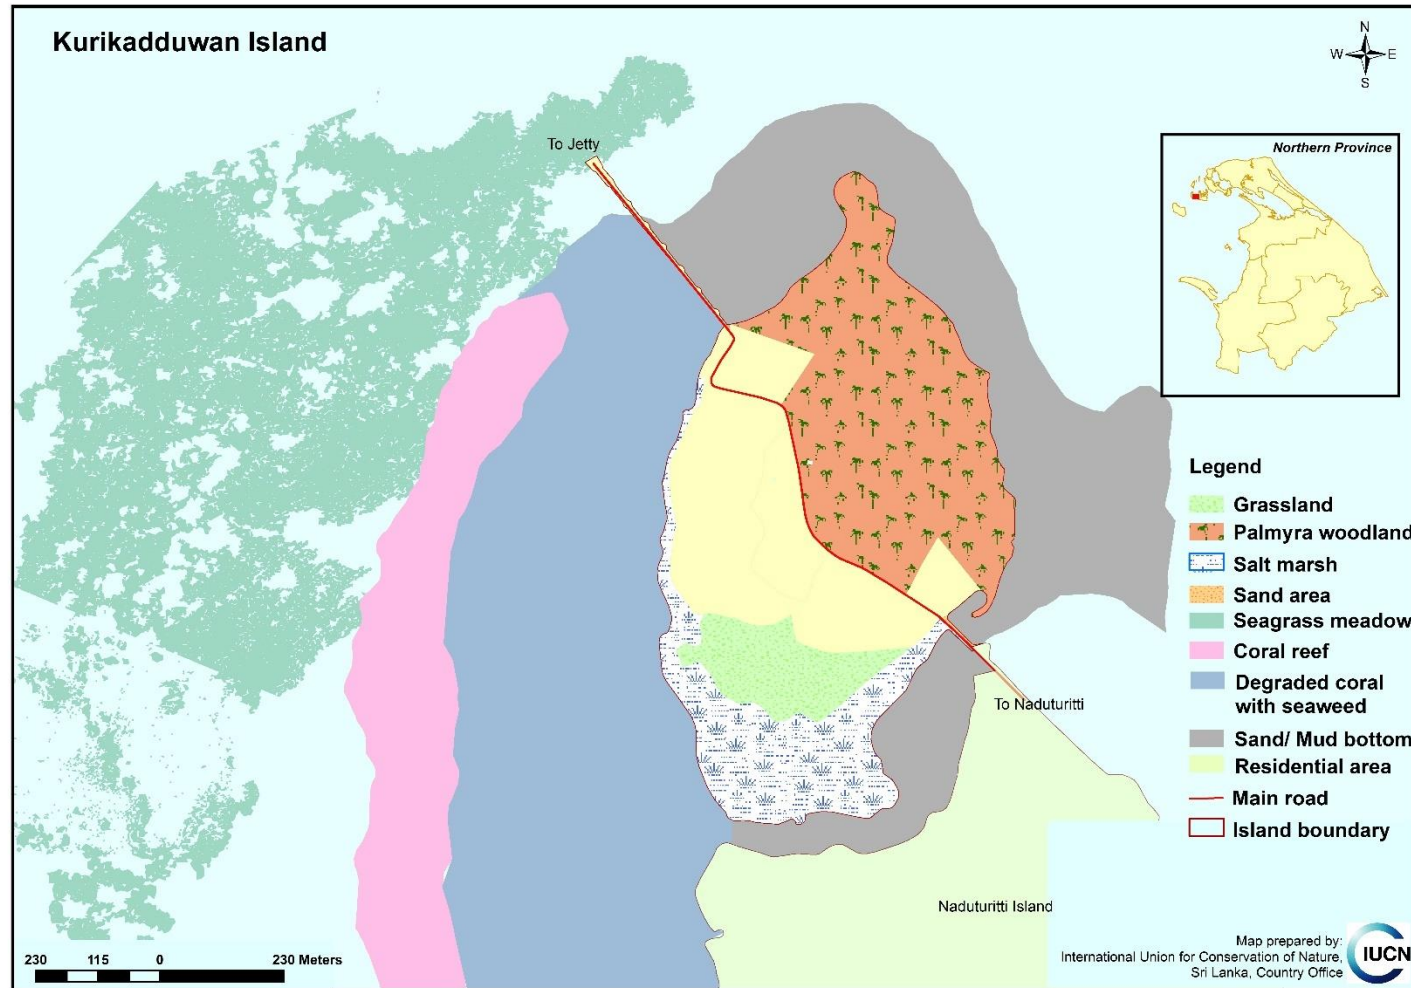 Kurikadduwan Island
N
W E
S
Northern Province
To Jetty
Legend
Grassland
Palmyra woodland
Salt marsh
Sand area
Seagrass meadow
Coral reef
Degraded coral
with seaweed
Sand/ Mud bottom
Residential area
Main road
Island boundary
To Naduturitti
Naduturitti Island
230 115 0 230 Meters
Map prepared by:
International Union for Conservation of Nature,
Sri Lanka, Country Office
IUCN